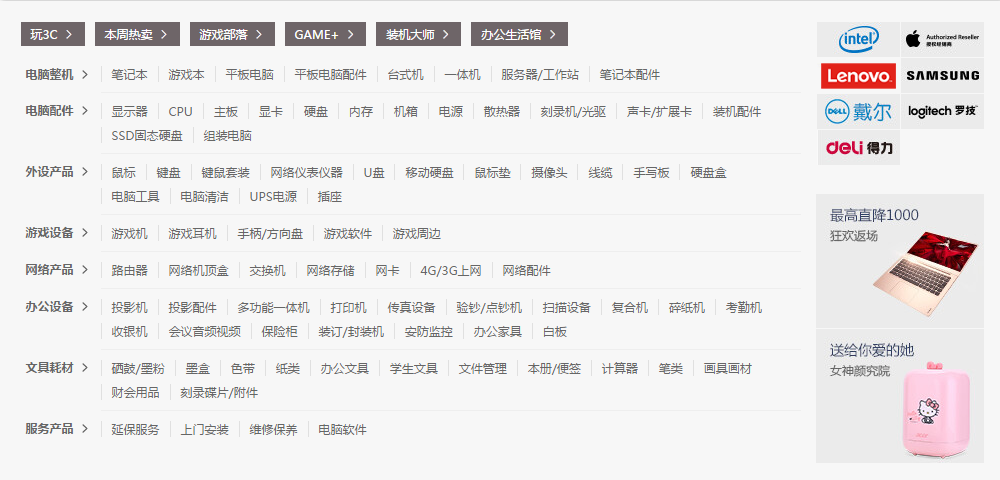 玩3C 本周热卖 游戏部落 GAME+ 装机大师 办公生活馆
电脑整机 笔记本 游戏本 平板电脑 平板电脑配件 台式机 一体机 服务器/工作站 笔记本配件
电脑配件 显示器 CPU 主板 显卡 硬盘 内存 机箱 电源 散热器 刻录机/光驱 声卡/扩展卡 装机配件
SSD固态硬盘 组装电脑
外设产品 鼠标 键盘 键鼠套装 网络仪表仪器 U盘 移动硬盘 鼠标垫 摄像头 线缆 手写板 硬盘盒
电脑工具 电脑清洁 UPS电源 插座
游戏设备 游戏机 游戏耳机 手柄/方向盘 游戏软件 游戏周边
网络产品 路由器 网络机顶盒 交换机 网络存储 网卡 4G/3G上网 网络配件
办公设备 投影机 投影配件 多功能一体机 打印机 传真设备 验钞/点钞机 扫描设备 复合机 碎纸机 考勤机
收银机 会议音频视频 保险柜 装订/封装机 安防监控 办公家具 白板
文具耗材 硒鼓/墨粉 墨盒 色带 纸类 办公文具 学生文具 文件管理 本册/便签 计算器 笔类 画具画材
财会用品 刻录碟片/附件
服务产品 延保服务 上门安装 维修保养 电脑软件
intel Authorized Reseller
授权经销商
Lenovo SAMSUNG
DELL 戴尔 logitech 罗技
deli 得力
最高直降1000
狂欢返场
送给你爱的她
女神颜究院